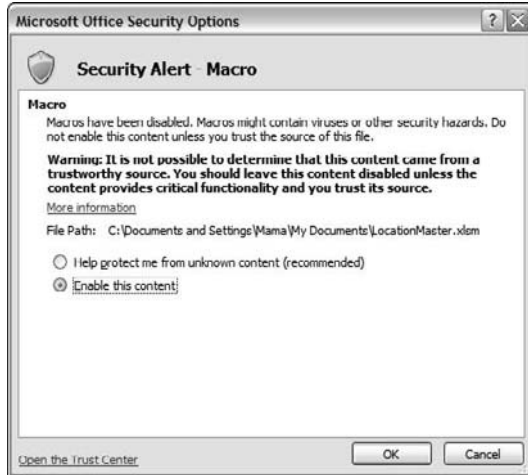 Microsoft Office Security Options
Security Alert - Macro
Macro
Macros have been disabled. Macros might contain viruses or other security hazards. Do
not enable this content unless you trust the source of this file.
Warning: It is not possible to determine that this content came from a
trustworthy source. You should leave this content disabled unless the
content provides critical functionality and you trust its source.
More information
File Path: C:\Documents and Settings\Mama\My Documents\LocationMaster.xlsm
Help protect me from unknown content (recommended)
Enable this content
Open the Trust Center
OK
Cancel